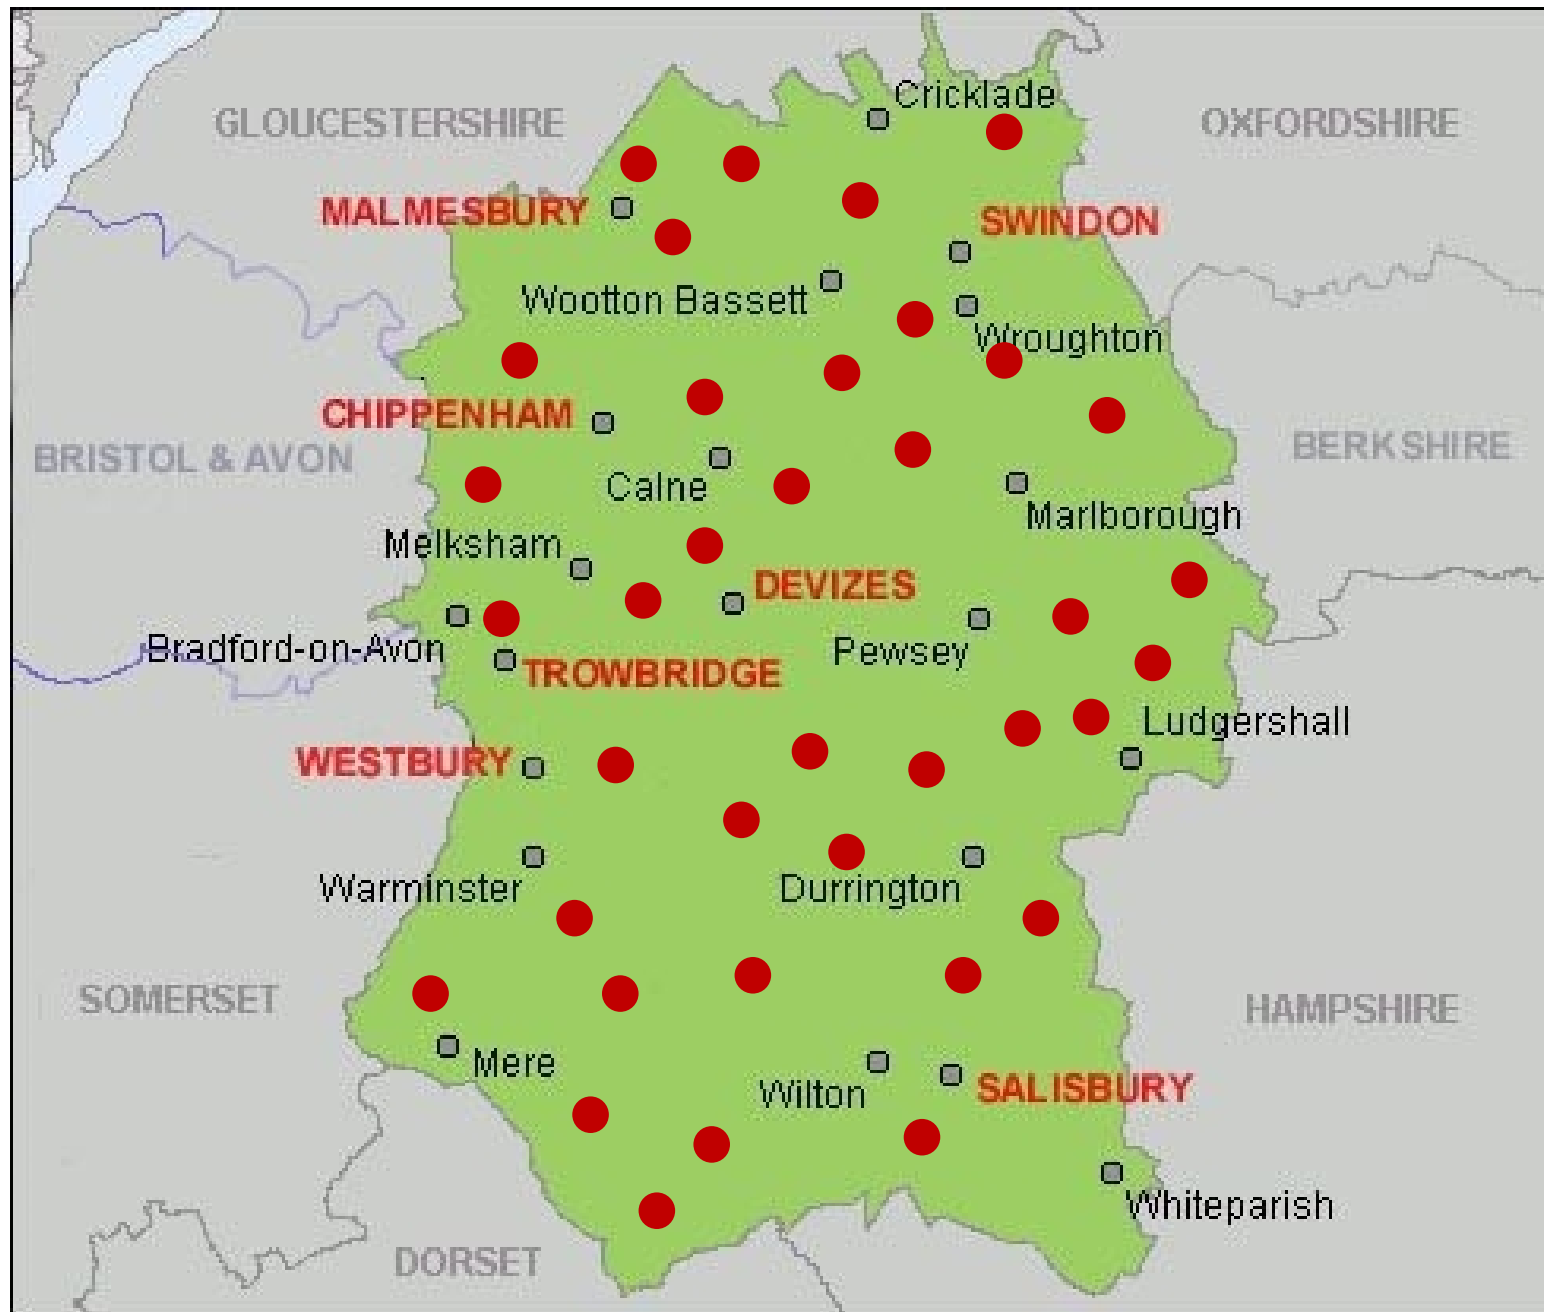 Cricklade
GLOUCESTERSHIRE
OXFORDSHIRE
MALMESBURY
SWINDON
Wootton Bassett
Wroughton
CHIPPENHAM
BRISTOL & AVON
BERKSHIRE
Calne
Marlborough
Melksham
DEVIZES
Bradford-on-Avon
Pewsey
TROWBRIDGE
Ludgershall
WESTBURY
Warminster
Durrington
SOMERSET
HAMPSHIRE
Mere
Wilton
SALISBURY
Whiteparish
DORSET